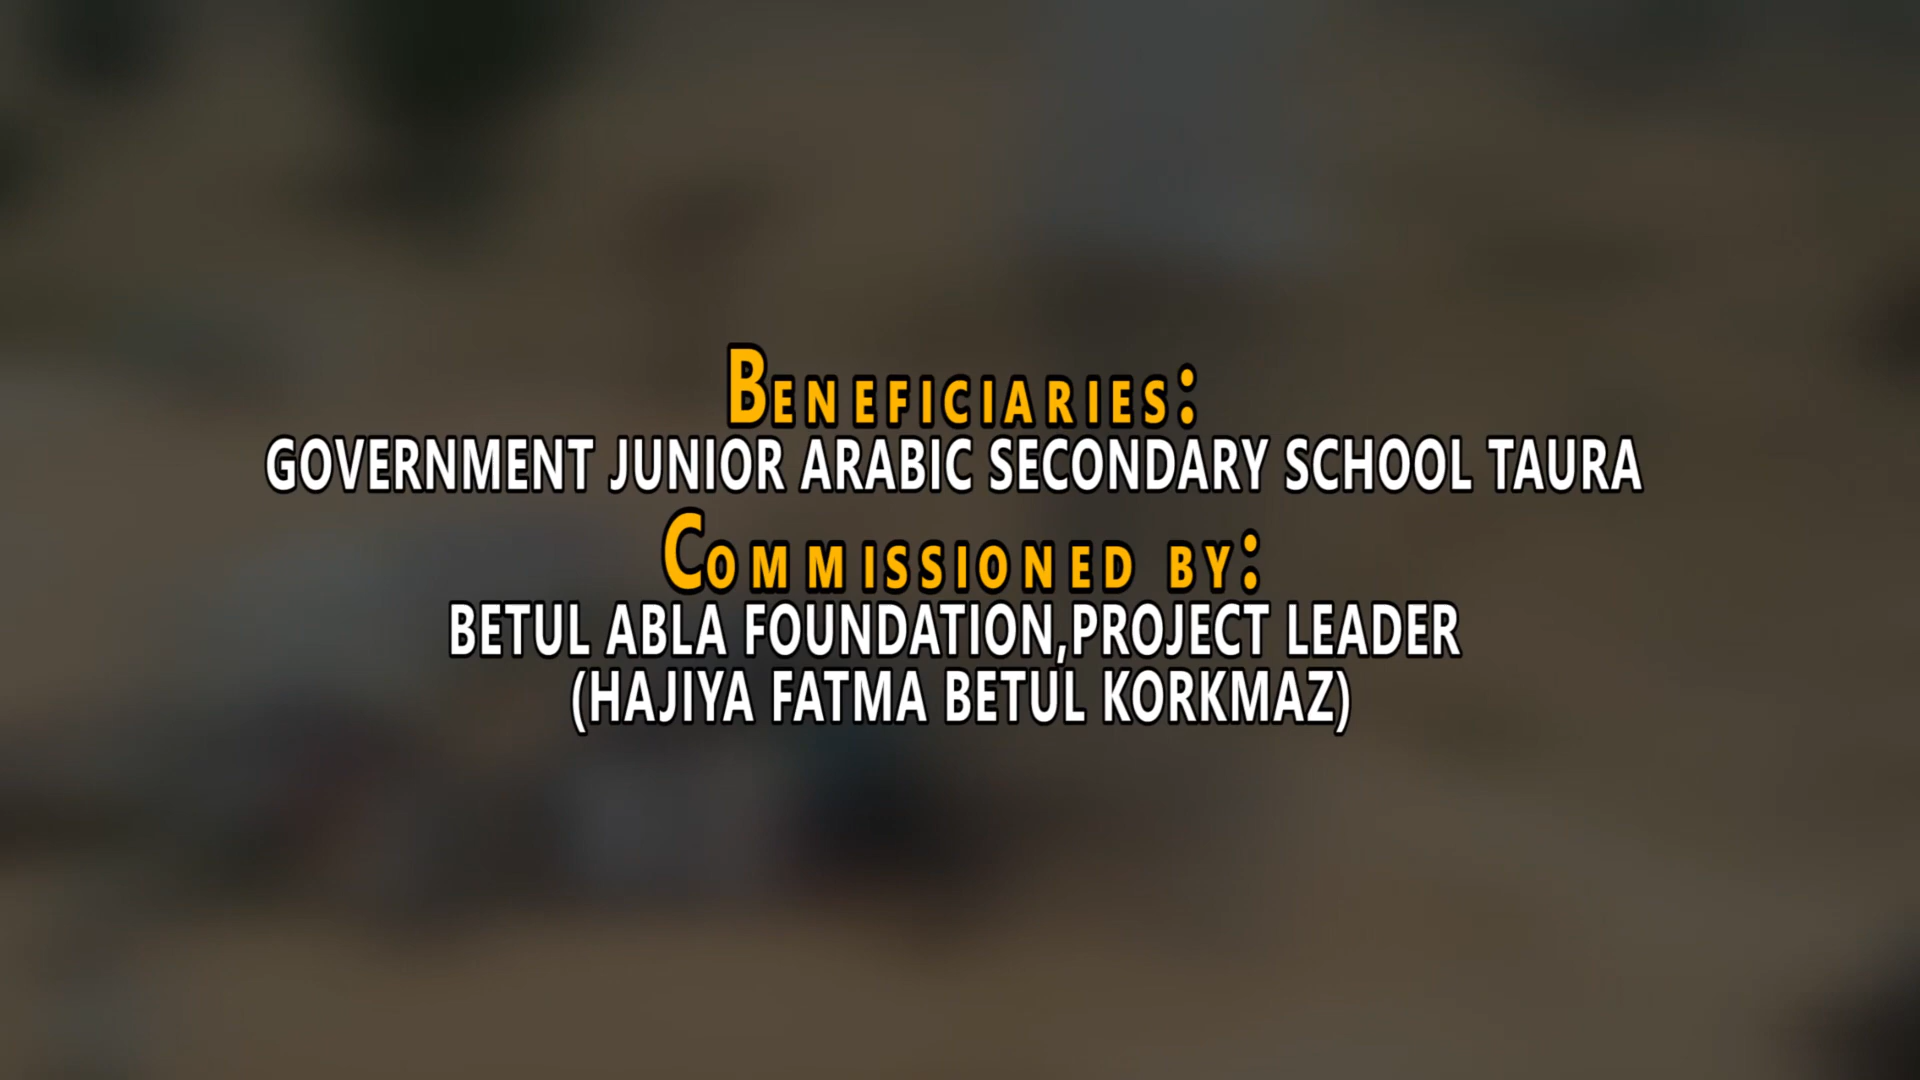 Beneficiaries:
GOVERNMENT JUNIOR ARABIC SECONDARY SCHOOL TAURA
Commissioned by:
BETUL ABLA FOUNDATION,PROJECT LEADER
(HAJIYA FATMA BETUL KORKMAZ)